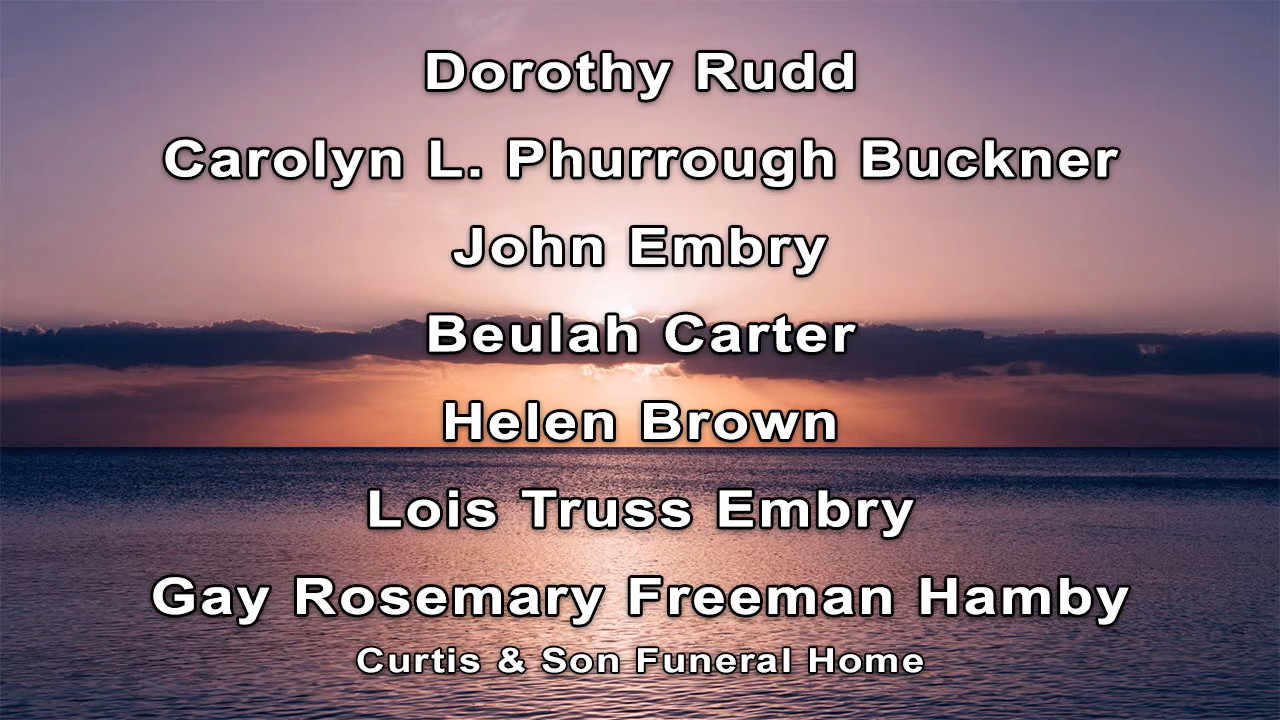 Dorothy Rudd
Carolyn L. Phurrough Buckner
John Embry
Beulah Carter
Helen Brown
Lois Truss Embry
Gay Rosemary Freeman Hamby
Curtis & Son Funeral Home